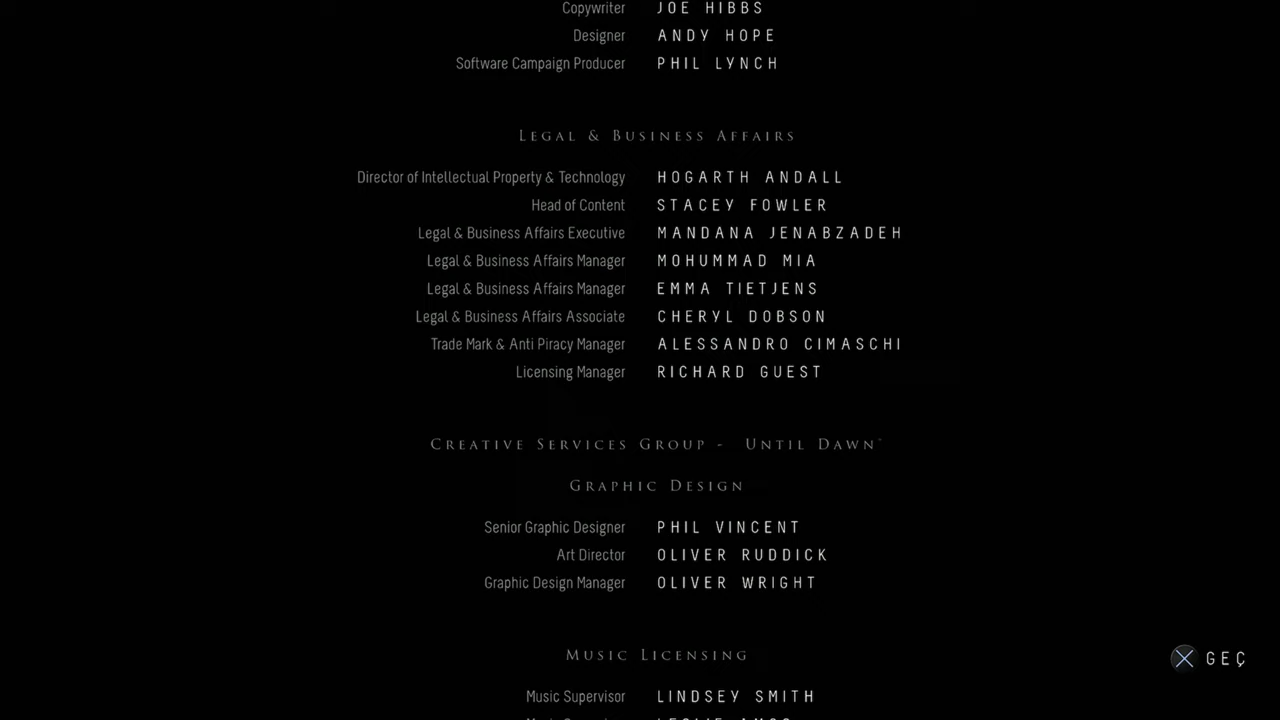 Copywriter JOE HIBBS
Designer ANDY HOPE
Software Campaign Producer PHIL LYNCH
LEGAL & BUSINESS AFFAIRS
Director of Intellectual Property & Technology HOGARTH ANDALL
Head of Content STACEY FOWLER
Legal & Business Affairs Executive MANDANA JENABZADEH
Legal & Business Affairs Manager MOHUMMAD MIA
Legal & Business Affairs Manager EMMA TIETJENS
Legal & Business Affairs Associate CHERYL DOBSON
Trade Mark & Anti Piracy Manager ALESSANDRO CIMASCHI
Licensing Manager RICHARD GUEST
CREATIVE SERVICES GROUP - UNTIL DAWN™
GRAPHIC DESIGN
Senior Graphic Designer PHIL VINCENT
Art Director OLIVER RUDDICK
Graphic Design Manager OLIVER WRIGHT
MUSIC LICENSING
GEÇ
Music Supervisor LINDSEY SMITH